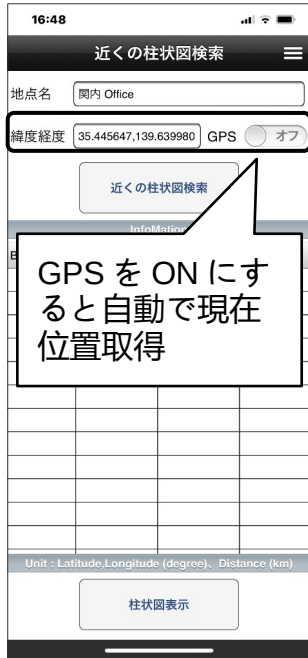 16:48
近くの柱状図検索
地点名 関内 Office
緯度経度 35.445647,139.639980 GPS オフ
近くの柱状図検索
InfoMation
GPS を ON にす
ると自動で現在
位置取得
Unit : Latitude,Longitude (degree)、Distance (km)
柱状図表示